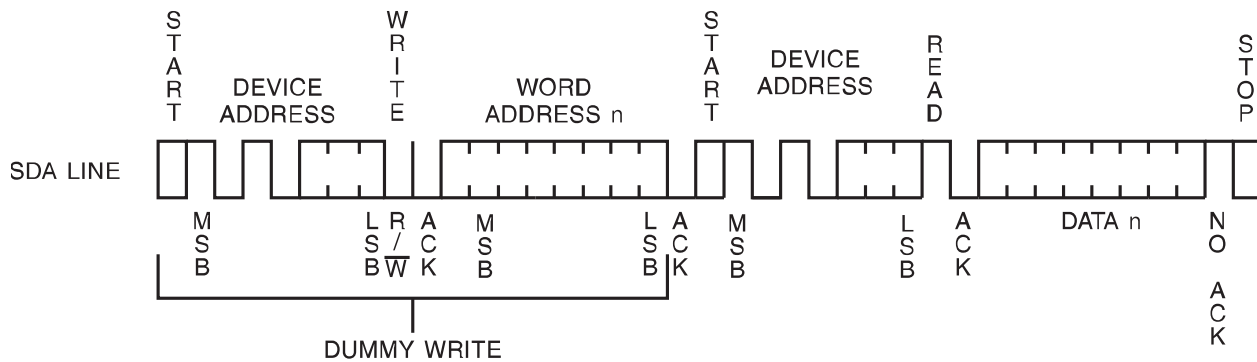 START
WRITE
START
READ
STOP
DEVICE
ADDRESS
WORD
ADDRESS n
DEVICE
ADDRESS
SDA LINE
MSB
LSB
R/W
ACK
MSB
LSB
ACK
MSB
LSB
ACK
DATA n
NO ACK
DUMMY WRITE